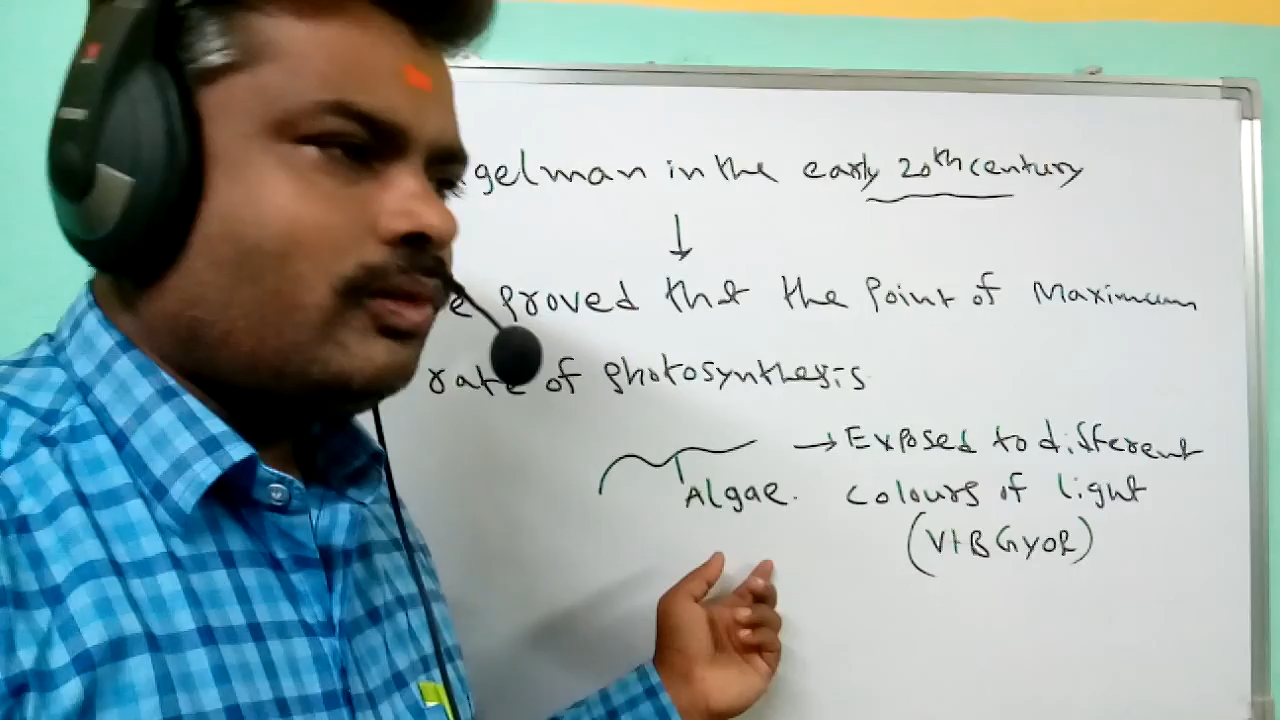 gelman in the early 20th century
e proved that the Point of Maximum
rate of photosynthesis
→ Exposed to different
Algae. colours of light
(VIBGYOR)